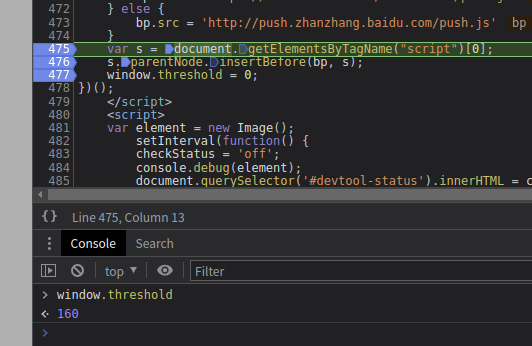 472 } else {
473 bp.src = 'http://push.zhanzhang.baidu.com/push.js' bp
474 }
475 var s = document.getElementsByTagName("script")[0];
476 s.parentNode.insertBefore(bp, s);
477 window.threshold = 0;
478 })();
479 </script>
480 <script>
481 var element = new Image();
482 setInterval(function() {
483 checkStatus = 'off';
484 console.debug(element);
485 document.querySelector('#devtool-status').innerHTML = c
{} Line 475, Column 13
Console Search
top Filter
window.threshold
160